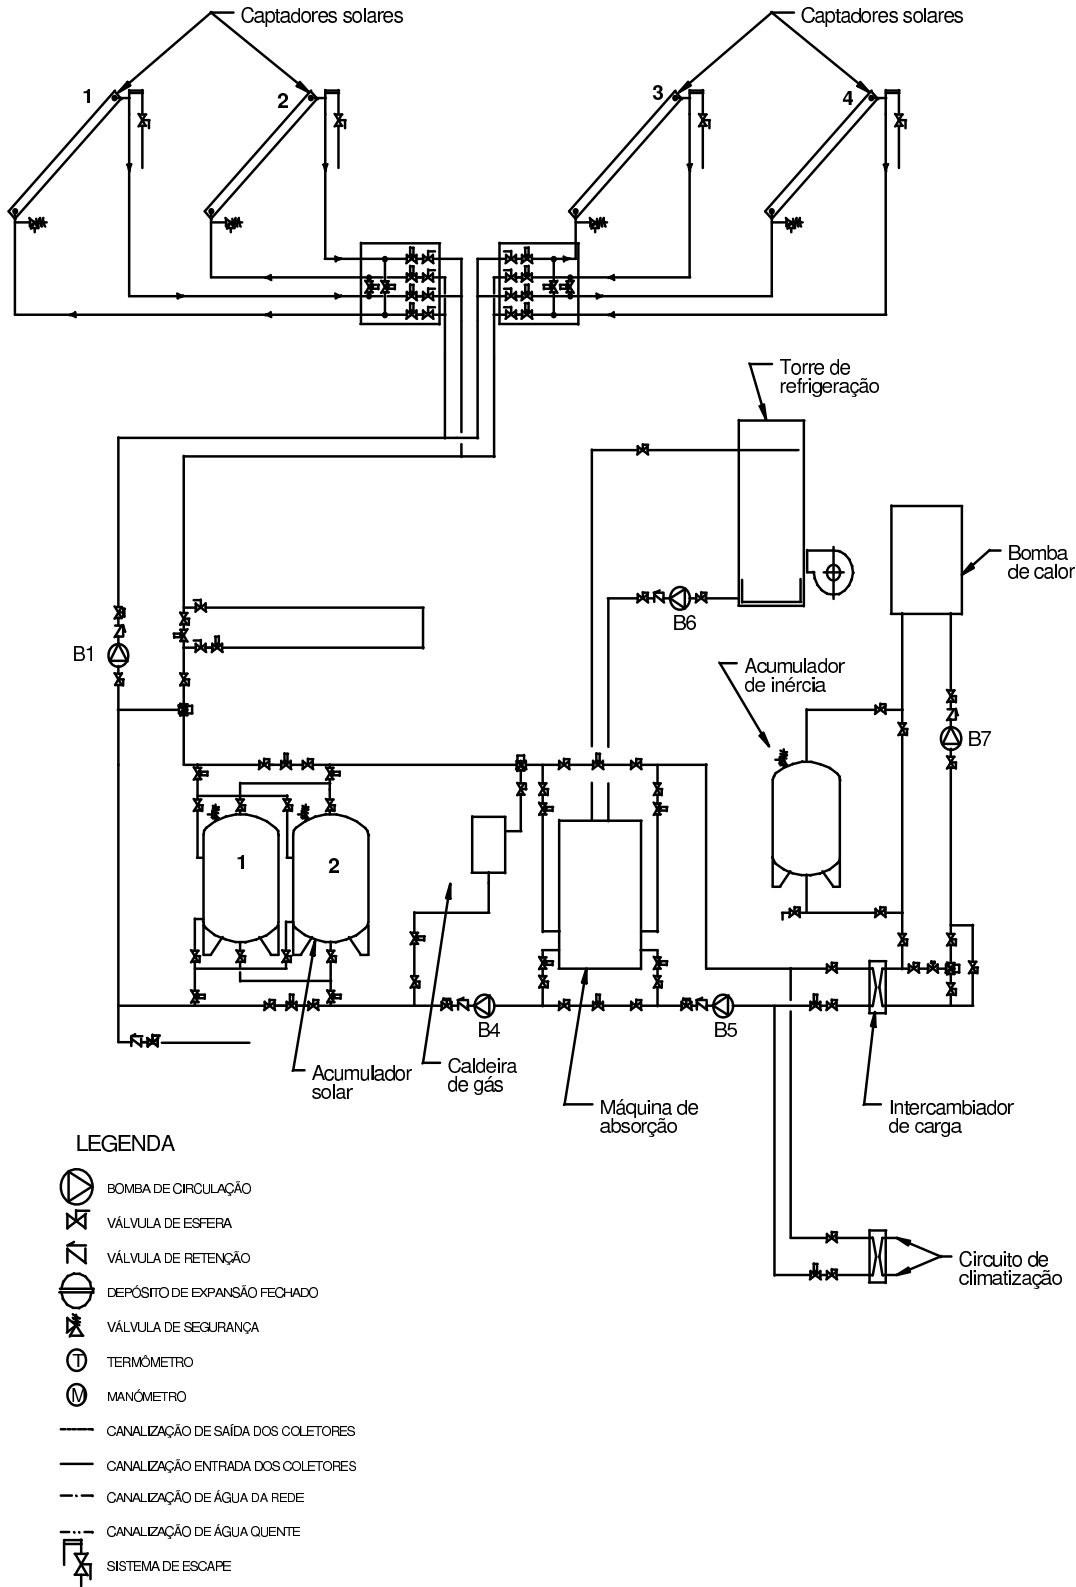 Captadores solares
Captadores solares
1
2
3
4
Torre de
refrigeração
Bomba
de calor
B6
B1
Acumulador
de inércia
B7
1
2
B4
B5
Caldeira
de gás
Acumulador
solar
Máquina de
absorção
Intercambiador
de carga
Circuito de
climatização
LEGENDA
BOMBA DE CIRCULAÇÃO
VÁLVULA DE ESFERA
VÁLVULA DE RETENÇÃO
DEPÓSITO DE EXPANSÃO FECHADO
VÁLVULA DE SEGURANÇA
T TERMÔMETRO
M MANÓMETRO
CANALIZAÇÃO DE SAÍDA DOS COLETORES
CANALIZAÇÃO ENTRADA DOS COLETORES
CANALIZAÇÃO DE ÁGUA DA REDE
CANALIZAÇÃO DE ÁGUA QUENTE
SISTEMA DE ESCAPE